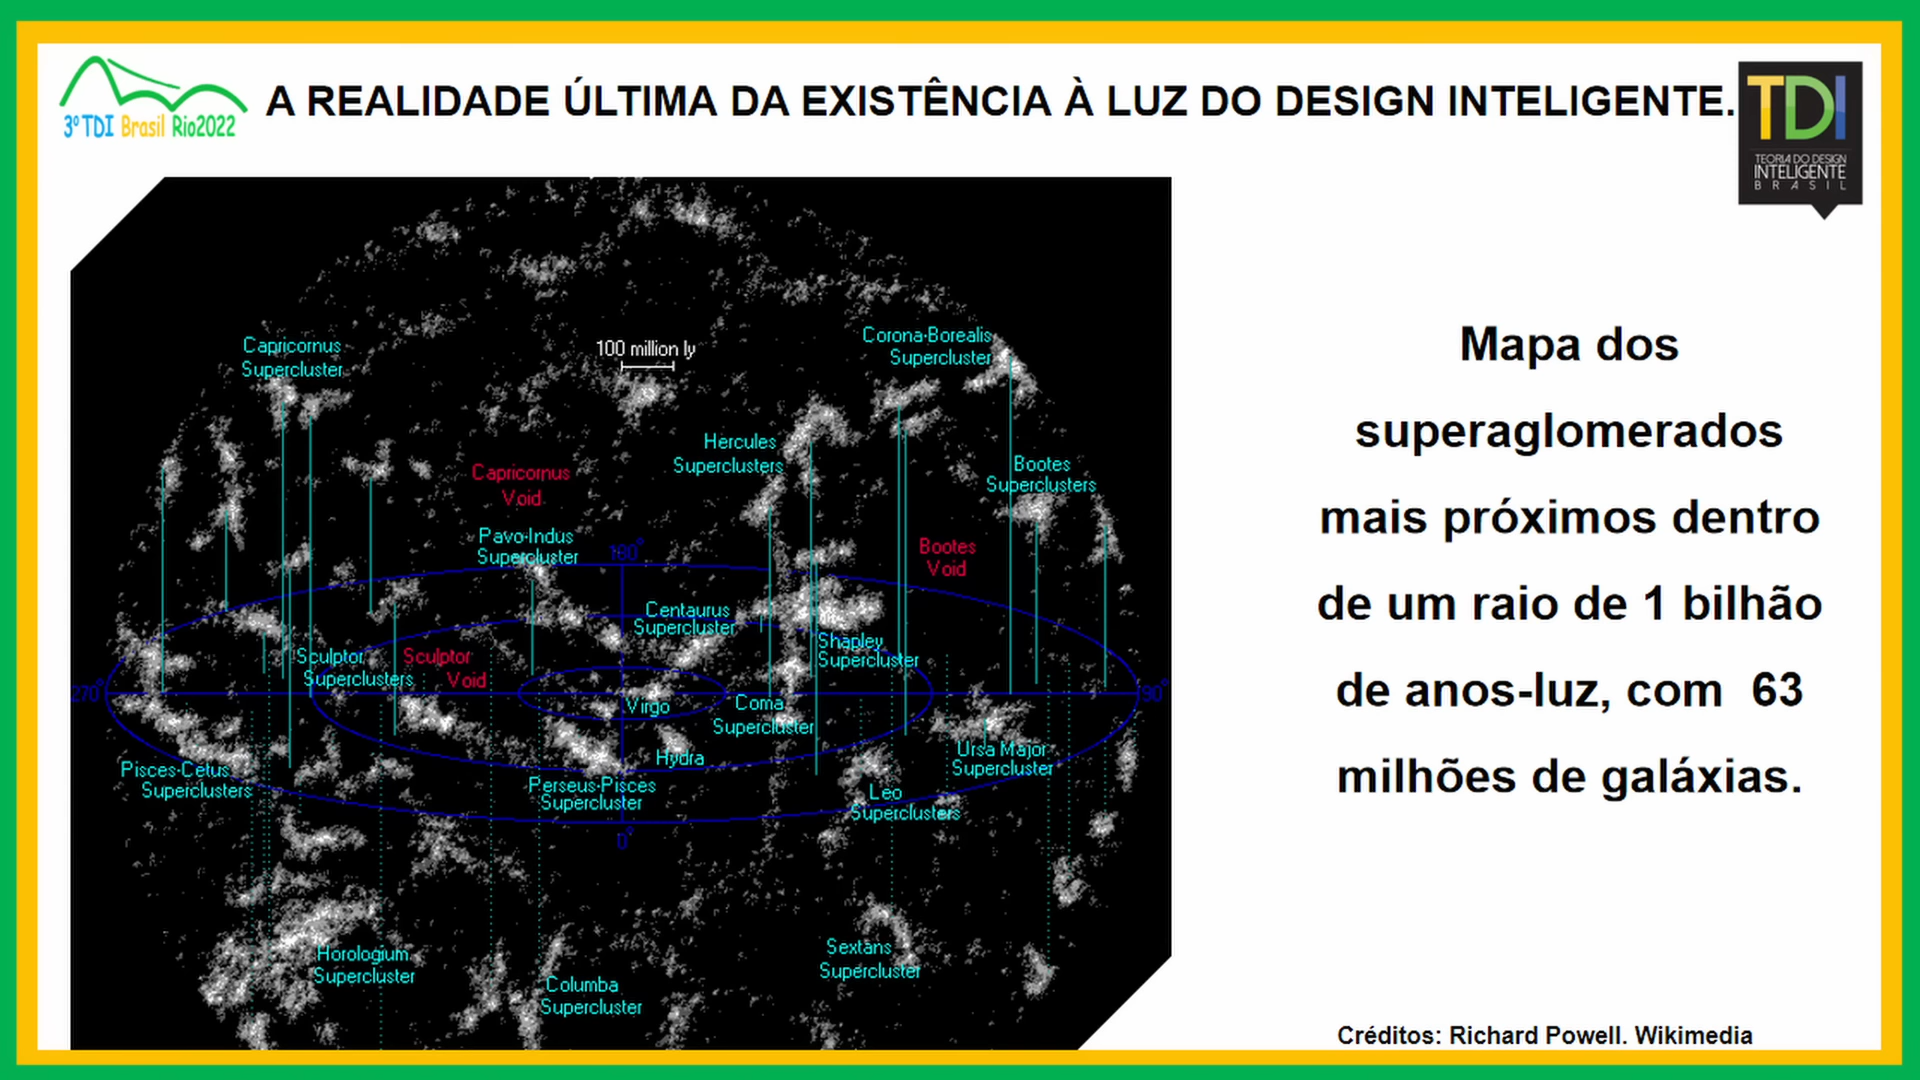 A REALIDADE ÚLTIMA DA EXISTÊNCIA À LUZ DO DESIGN INTELIGENTE.
3º TDI Brasil Rio2022
TDI
TEORIA DO DESIGN
INTELIGENTE
BRASIL
Capricornus
Supercluster
100 million ly
Corona-Borealis
Supercluster
Hercules
Superclusters
Capricornus
Void
Bootes
Superclusters
Pavo-Indus
Supercluster
180°
Bootes
Void
Centaurus
Supercluster
Sculptor
Superclusters
Sculptor
Void
Shapley
Supercluster
270°
90°
Virgo
Coma
Supercluster
Hydra
Ursa Major
Supercluster
Pisces-Cetus
Superclusters
Perseus-Pisces
Supercluster
Leo
Superclusters
0°
Horologium
Supercluster
Columba
Supercluster
Sextans
Supercluster
Mapa dos
superaglomerados
mais próximos dentro
de um raio de 1 bilhão
de anos-luz, com 63
milhões de galáxias.
Créditos: Richard Powell. Wikimedia